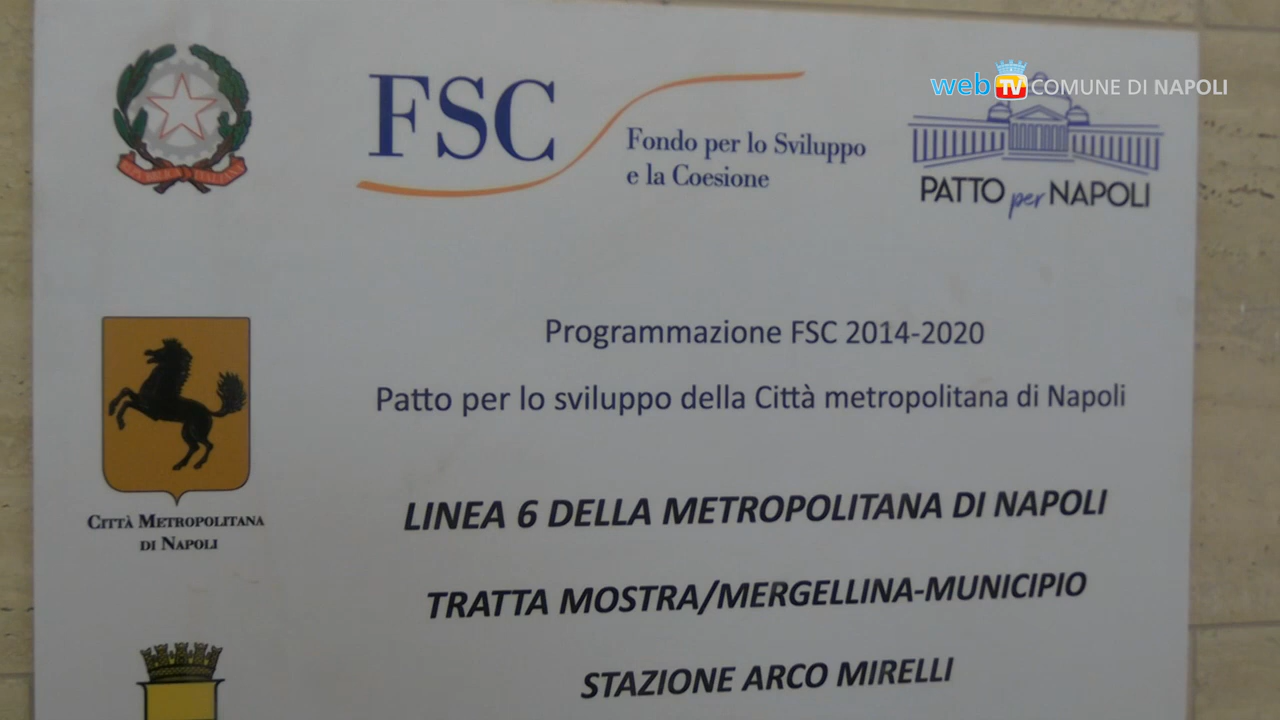 web TV COMUNE DI NAPOLI
REPUBBLICA ITALIANA
FSC
Fondo per lo Sviluppo
e la Coesione
PATTO per NAPOLI
Programmazione FSC 2014-2020
Patto per lo sviluppo della Città metropolitana di Napoli
CITTÀ METROPOLITANA
DI NAPOLI
LINEA 6 DELLA METROPOLITANA DI NAPOLI
TRATTA MOSTRA/MERGELLINA-MUNICIPIO
STAZIONE ARCO MIRELLI